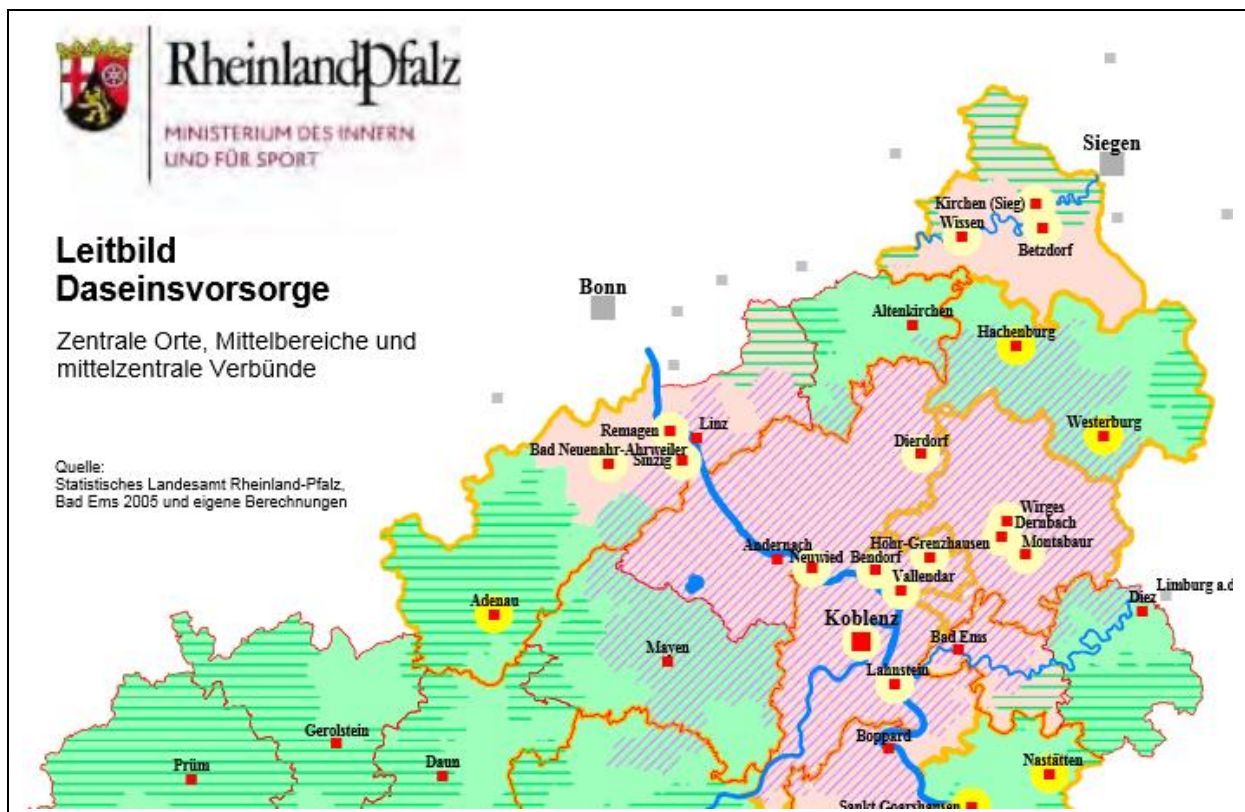 RheinlandPfalz
MINISTERIUM DES INNERN
UND FÜR SPORT
Leitbild
Daseinsvorsorge
Zentrale Orte, Mittelbereiche und
mittelzentrale Verbünde
Quelle:
Statistisches Landesamt Rheinland-Pfalz,
Bad Ems 2005 und eigene Berechnungen
Siegen
Kirchen (Sieg)
Wissen
Betzdorf
Bonn
Altenkirchen
Hachenburg
Westerburg
Remagen
Linz
Bad Neuenahr-Ahrweiler
Sinzig
Dierdorf
Wirges
Dernbach
Montabaur
Andernach
Neuwied
Bendorf
Höhr-Grenzhausen
Vallendar
Limburg a.d
Diez
Adenau
Koblenz
Bad Ems
Mayen
Lahnstein
Gerolstein
Boppard
Prüm
Daun
Nastätten
Sankt Goarshausen